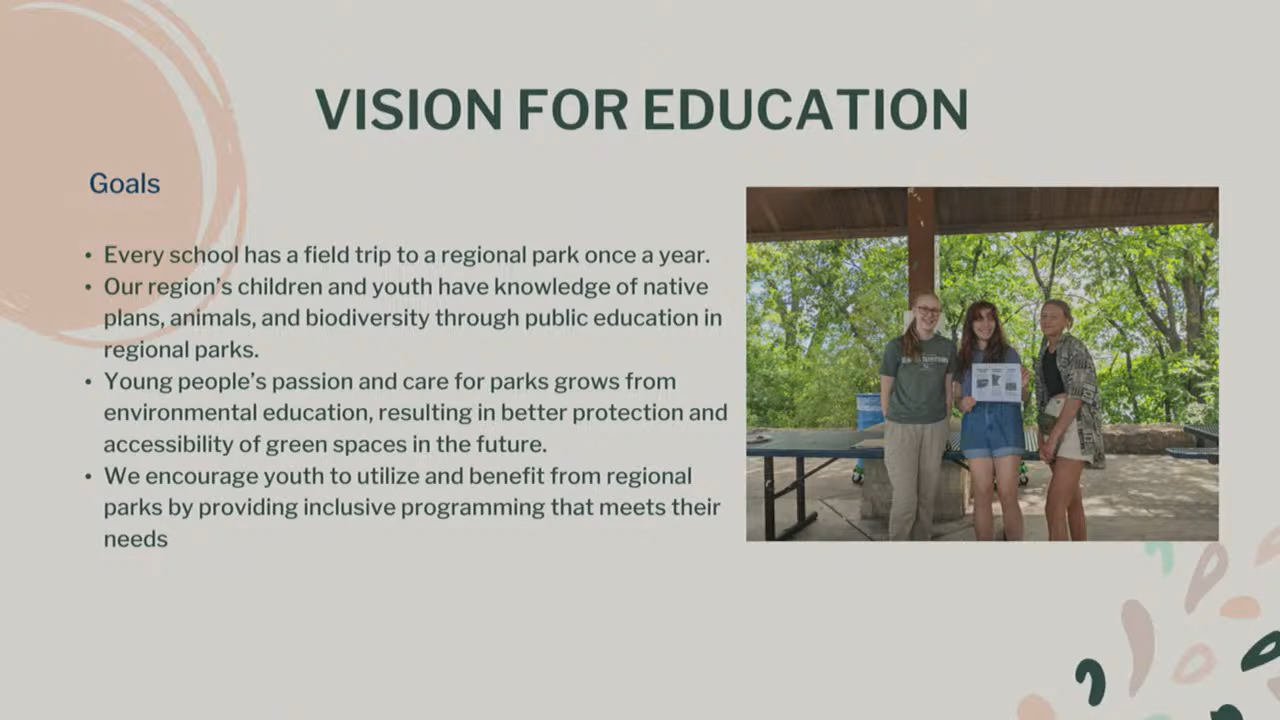 VISION FOR EDUCATION
Goals
• Every school has a field trip to a regional park once a year.
• Our region's children and youth have knowledge of native
plans, animals, and biodiversity through public education in
regional parks.
• Young people's passion and care for parks grows from
environmental education, resulting in better protection and
accessibility of green spaces in the future.
• We encourage youth to utilize and benefit from regional
parks by providing inclusive programming that meets their
needs